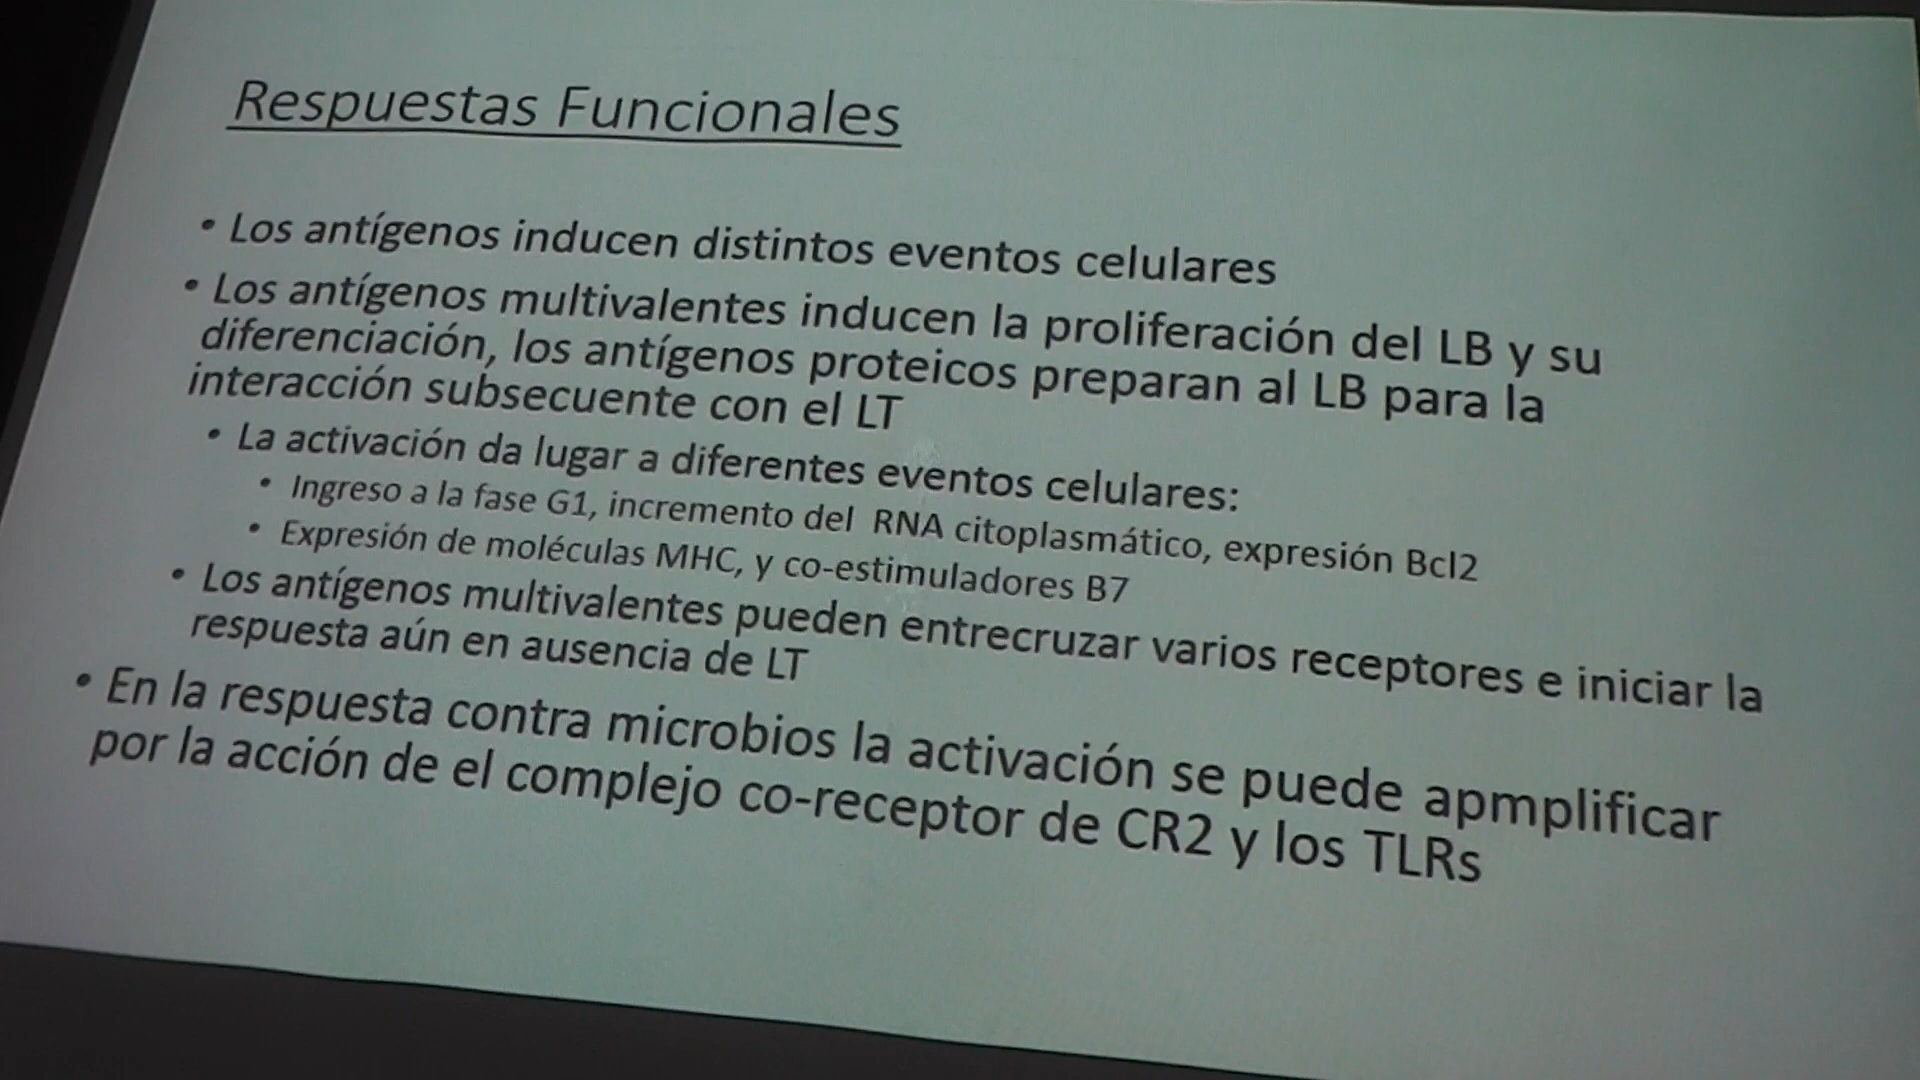 Respuestas Funcionales
• Los antígenos inducen distintos eventos celulares
• Los antígenos multivalentes inducen la proliferación del LB y su
diferenciación, los antígenos proteicos preparan al LB para la
interacción subsecuente con el LT
• La activación da lugar a diferentes eventos celulares:
• Ingreso a la fase G1, incremento del RNA citoplasmático, expresión Bcl2
• Expresión de moléculas MHC, y co-estimuladores B7
• Los antígenos multivalentes pueden entrecruzar varios receptores e iniciar la
respuesta aún en ausencia de LT
• En la respuesta contra microbios la activación se puede apmplificar
por la acción de el complejo co-receptor de CR2 y los TLRs